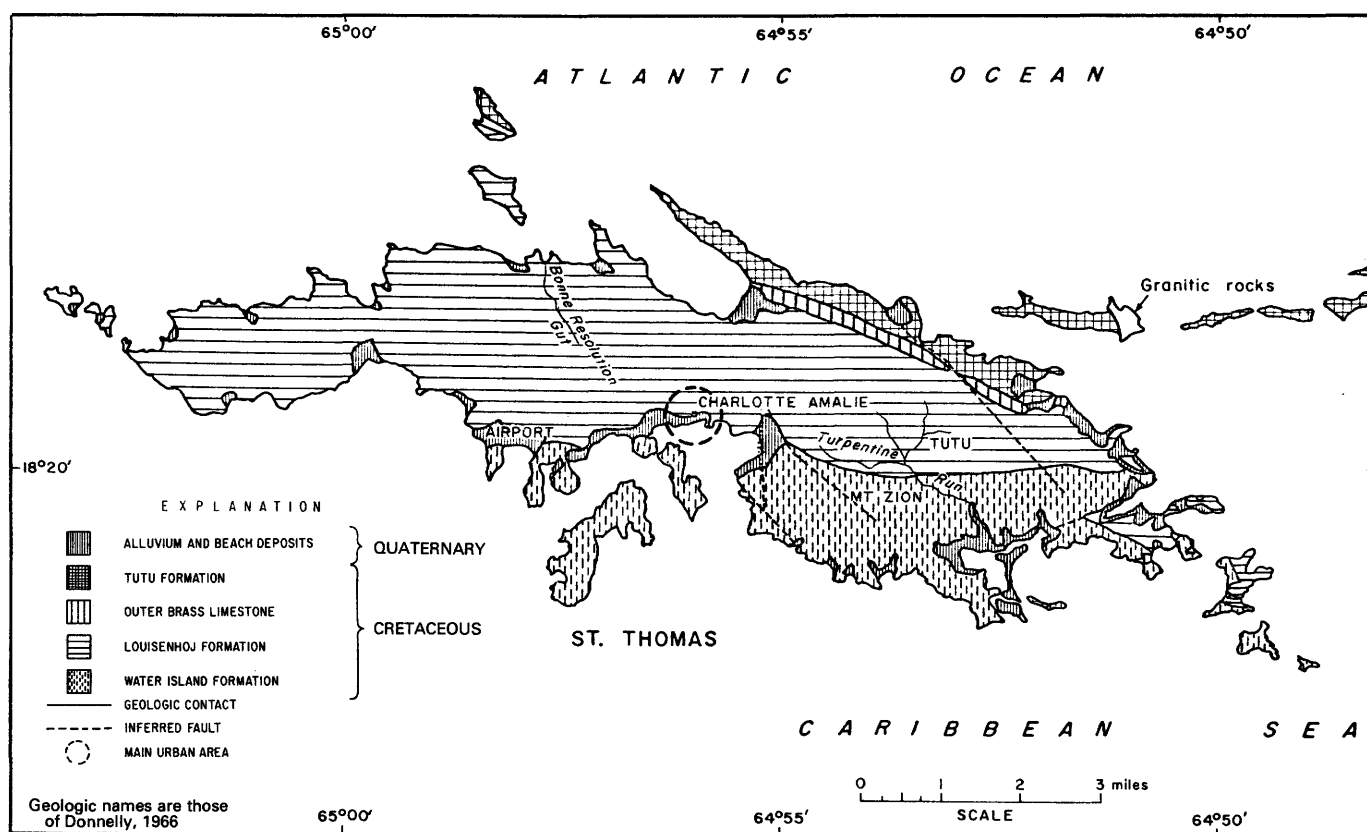 65°00′ 64°55′ 64°50′
ATLANTIC OCEAN
Granitic rocks
Bonne Resolution
Gut
CHARLOTTE AMALIE
AIRPORT
Turpentine Run
TUTU
18°20′
MT ZION
EXPLANATION
ALLUVIUM AND BEACH DEPOSITS
QUATERNARY
TUTU FORMATION
OUTER BRASS LIMESTONE
CRETACEOUS
LOUISENHOJ FORMATION
WATER ISLAND FORMATION
GEOLOGIC CONTACT
INFERRED FAULT
MAIN URBAN AREA
ST. THOMAS
CARIBBEAN SEA
0 1 2 3 miles
SCALE
Geologic names are those
of Donnelly, 1966
65°00′ 64°55′ 64°50′